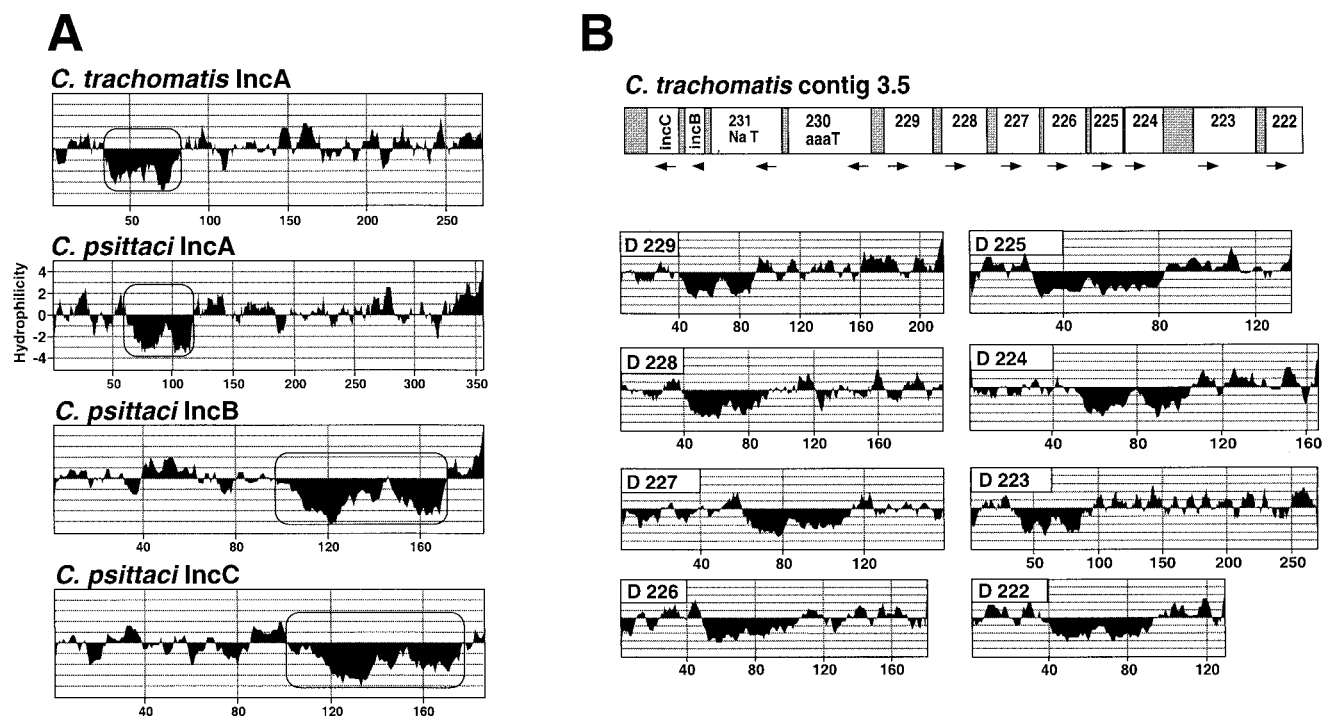 A
C. trachomatis IncA
50 100 150 200 250
C. psittaci IncA
Hydrophilicity
4
2
0
-2
-4
50 100 150 200 250 300 350
C. psittaci IncB
40 80 120 160
C. psittaci IncC
40 80 120 160
B
C. trachomatis contig 3.5
incC incB 231 Na T 230 aaaT 229 228 227 226 225 224 223 222
D 229
40 80 120 160 200
D 225
40 80 120
D 228
40 80 120 160
D 224
40 80 120 160
D 227
40 80 120
D 223
50 100 150 200 250
D 226
40 80 120 160
D 222
40 80 120